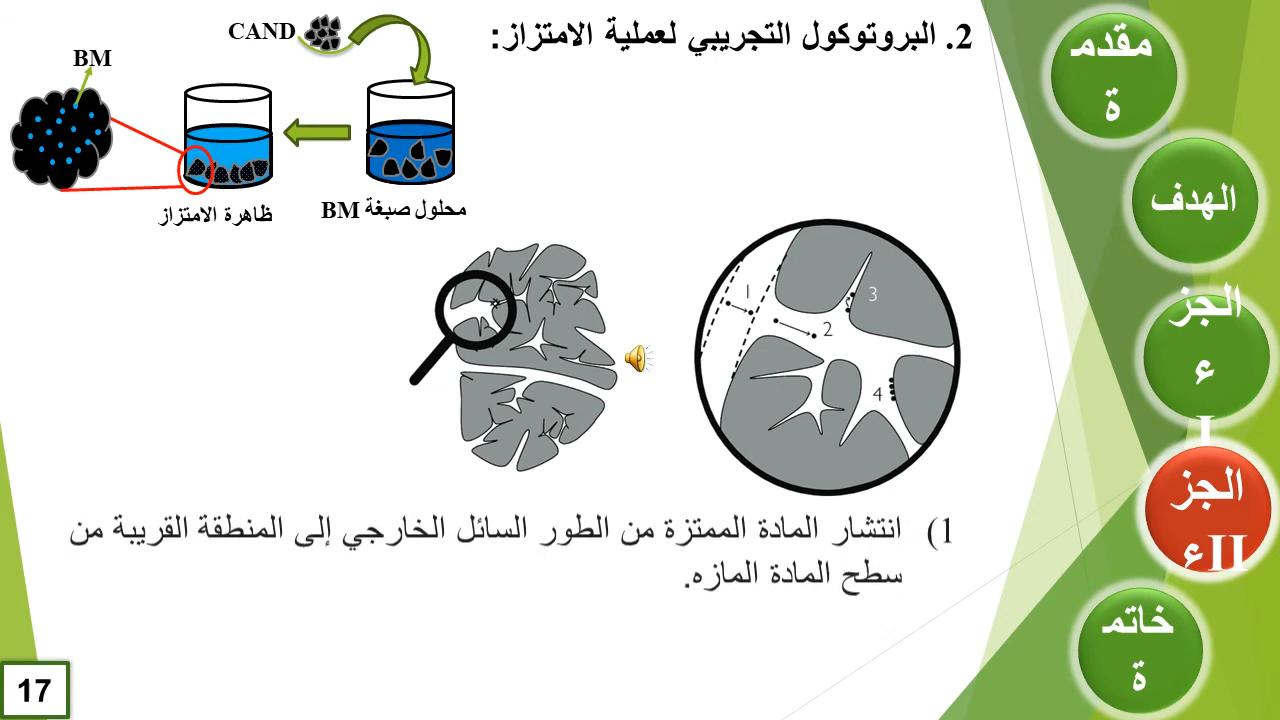 2. البروتوكول التجريبي لعملية الامتزاز:
CAND
BM
محلول صبغة BM
ظاهرة الامتزاز
1
2
3
4
1) انتشار المادة الممتزة من الطور السائل الخارجي إلى المنطقة القريبة من
سطح المادة المازه.
مقدم
ة
الهدف
الجز
ء
I
الجز
ءII
خاتم
ة
17